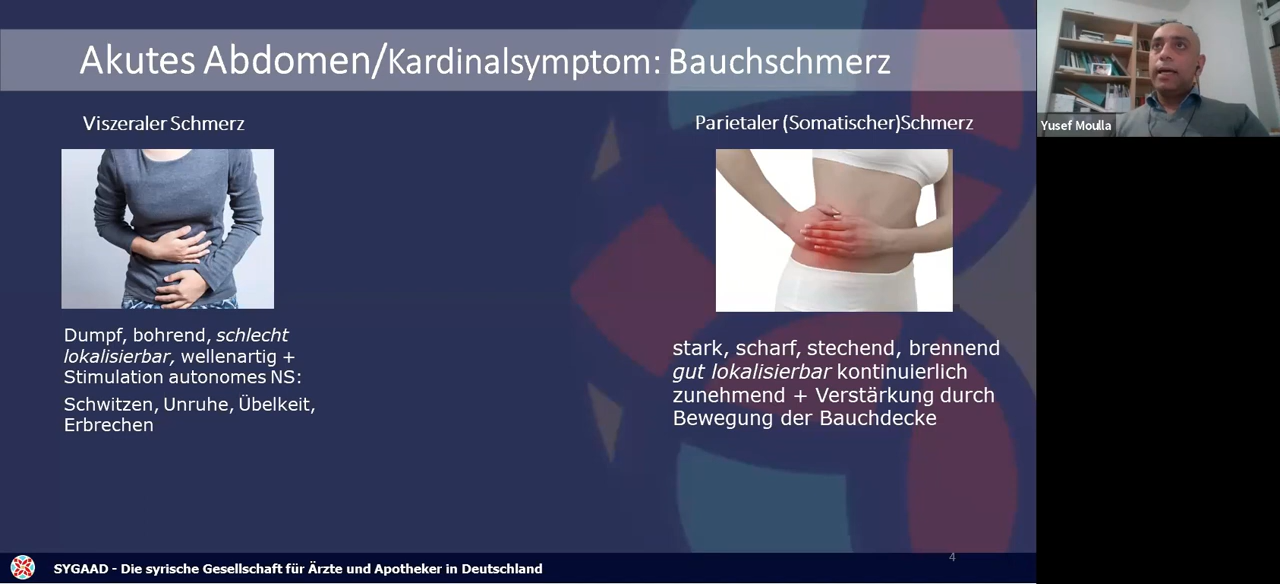 Akutes Abdomen/Kardinalsymptom: Bauchschmerz
Viszeraler Schmerz
Dumpf, bohrend, schlecht
lokalisierbar, wellenartig +
Stimulation autonomes NS:
Schwitzen, Unruhe, Übelkeit,
Erbrechen
Parietaler (Somatischer)Schmerz
stark, scharf, stechend, brennend
gut lokalisierbar kontinuierlich
zunehmend + Verstärkung durch
Bewegung der Bauchdecke
4
SYGAAD - Die syrische Gesellschaft für Ärzte und Apotheker in Deutschland
Yusef Moulla